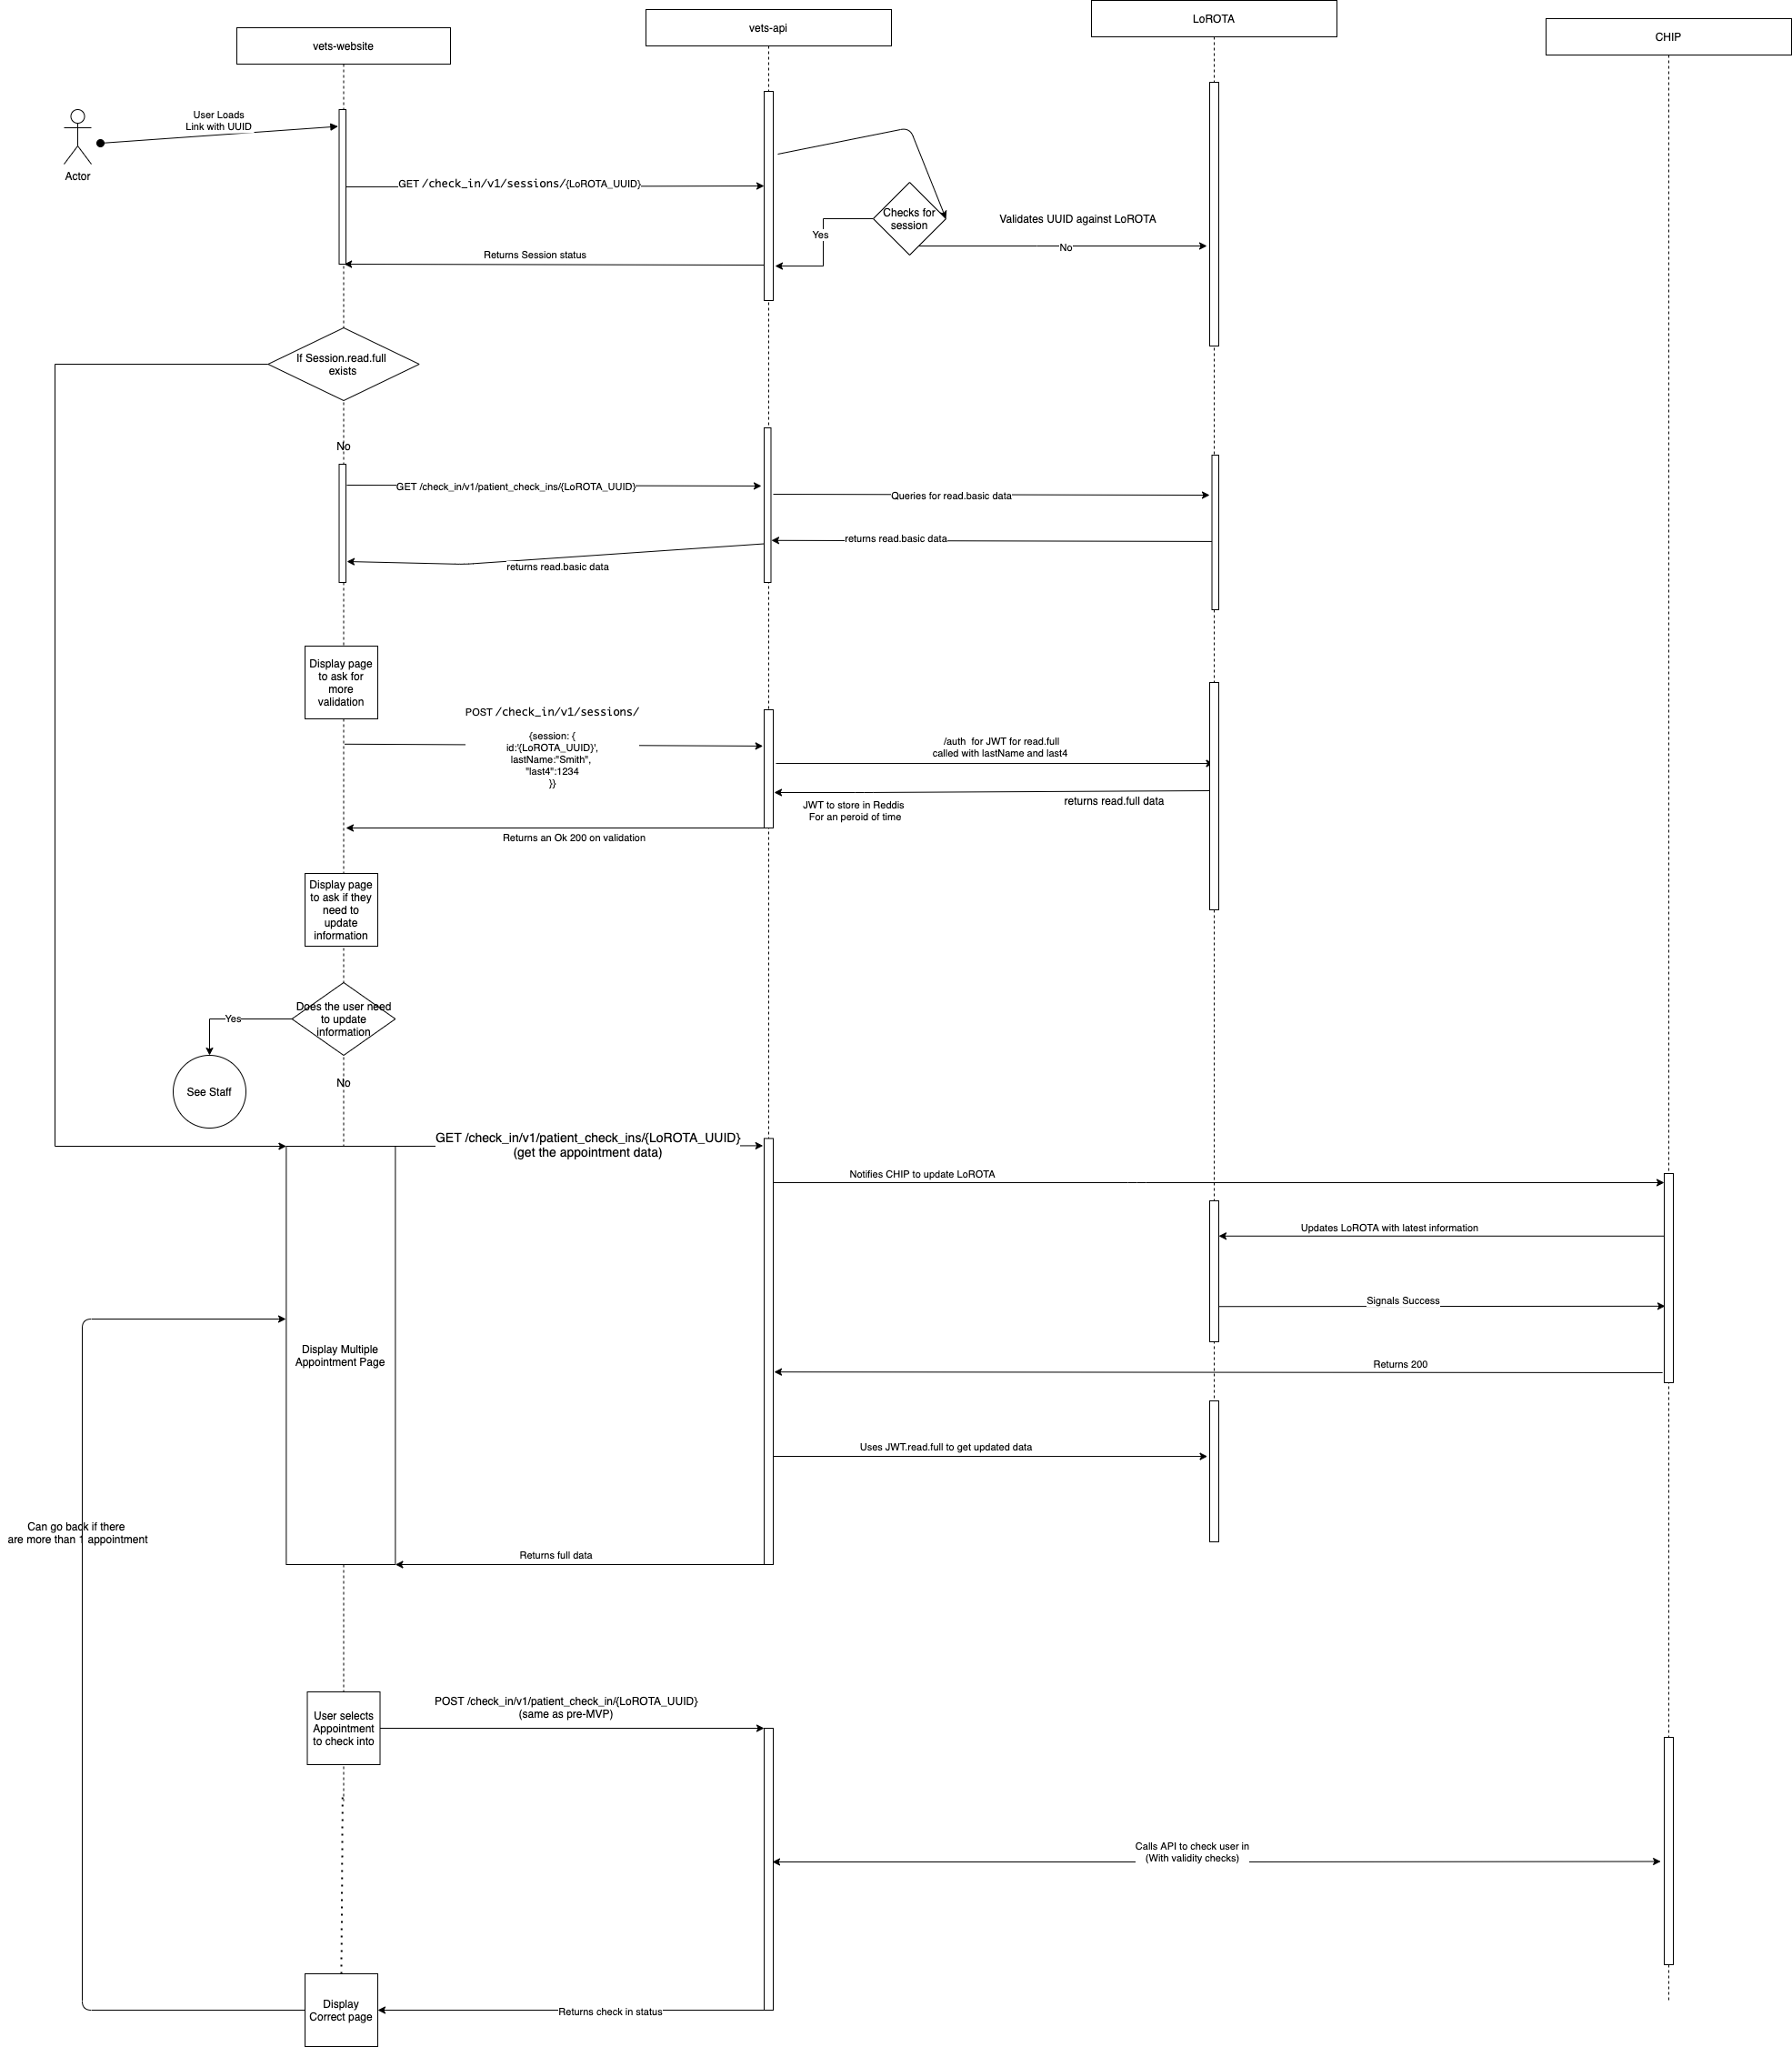 LoROTA
vets-api
CHIP
vets-website
User Loads
Link with UUID
Actor
GET /check_in/v1/sessions/{LoROTA_UUID}
Checks for
session
Validates UUID against LoROTA
Yes
No
Returns Session status
If Session.read.full
exists
No
GET /check_in/v1/patient_check_ins/{LoROTA_UUID}
Queries for read.basic data
returns read.basic data
returns read.basic data
Display page
to ask for
more
validation
POST /check_in/v1/sessions/
{session: {
id:'{LoROTA_UUID}',
lastName:"Smith",
"last4":1234
}}
/auth for JWT for read.full
called with lastName and last4
returns read.full data
JWT to store in Reddis
For an peroid of time
Returns an Ok 200 on validation
Display page
to ask if they
need to
update
information
Does the user need
to update
information
Yes
See Staff
No
GET /check_in/v1/patient_check_ins/{LoROTA_UUID}
(get the appointment data)
Notifies CHIP to update LoROTA
Updates LoROTA with latest information
Signals Success
Display Multiple
Appointment Page
Returns 200
Uses JWT.read.full to get updated data
Can go back if there
are more than 1 appointment
Returns full data
User selects
Appointment
to check into
POST /check_in/v1/patient_check_in/{LoROTA_UUID}
(same as pre-MVP)
Calls API to check user in
(With validity checks)
Display
Correct page
Returns check in status